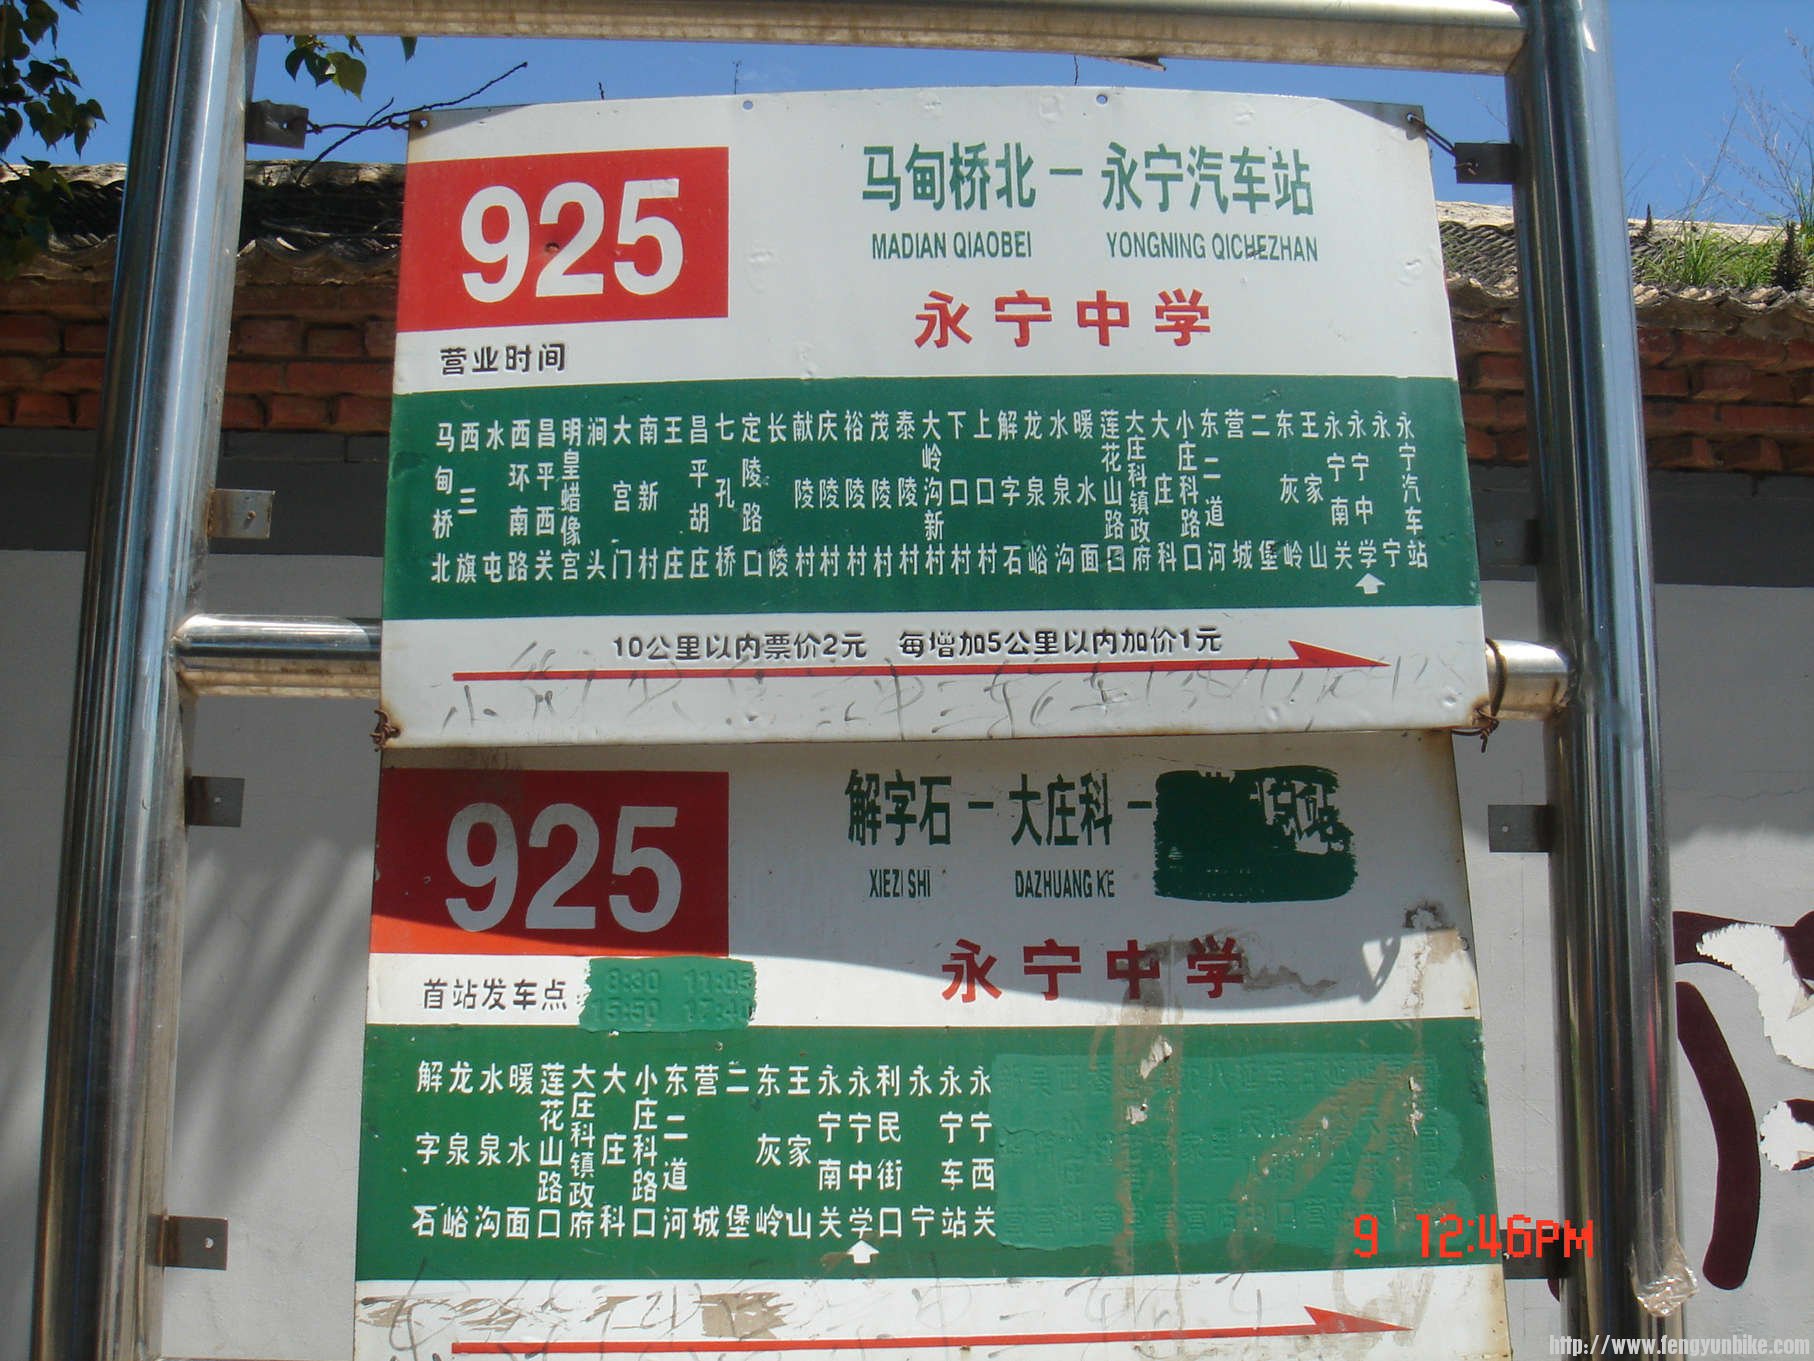 925
马甸桥北 — 永宁汽车站
MADIAN QIAOBEI YONGNING QICHEZHAN
永宁中学
营业时间
马甸桥北
西三旗
水屯
西环南路
昌平西关
明皇蜡像宫
涧头
大宫门
南新村
王庄
昌平胡庄
七孔桥
定陵路口
长陵
献陵村
庆陵村
裕陵村
茂陵村
泰陵村
大岭沟新村
下口村
上口村
解字石
龙泉峪
水泉沟
暖水面
莲花山路口
大庄科镇政府
大庄科
小庄科路口
东二道河
营城
二堡
东灰岭
王家山
永宁南关
永宁中学
永宁
永宁汽车站
10公里以内票价2元 每增加5公里以内加价1元
925
解字石 — 大庄科 —
XIEZI SHI DAZHUANG KE
永宁中学
首站发车点:
8:30 11:05
15:50 17:40
解字石
龙泉峪
水泉沟
暖水面
莲花山路口
大庄科镇政府
大庄科
小庄科路口
东二道河
营城
二堡
东灰岭
王家山
永宁南关
永宁中学
利民街口
永宁
永宁车站
永宁西关
9 12:46PM
http://www.fengyunbike.com